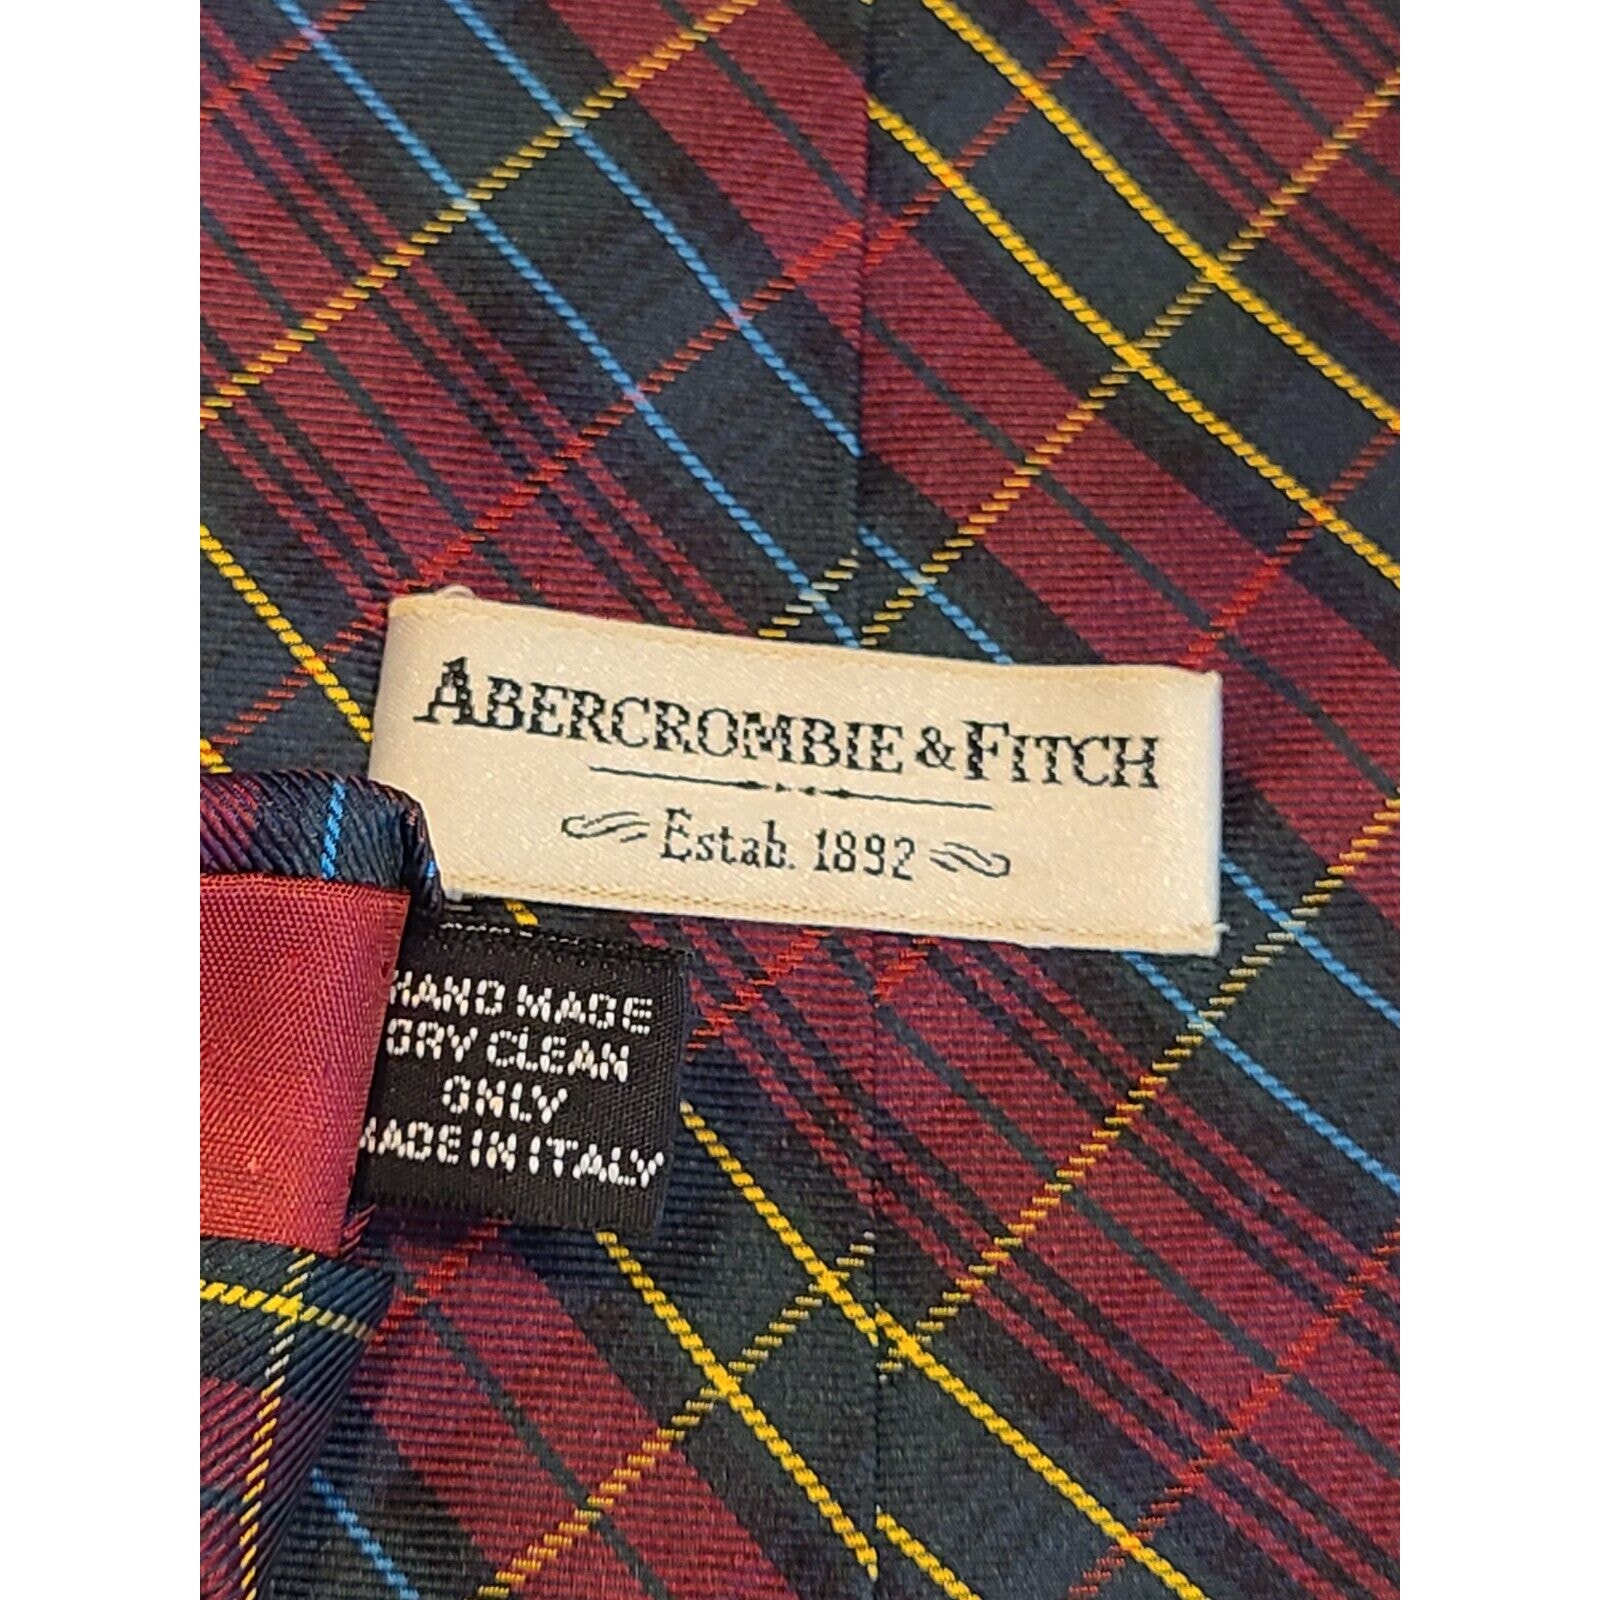 ABERCROMBIE & FITCH
Estab. 1892
HAND MADE
DRY CLEAN
ONLY
MADE IN ITALY